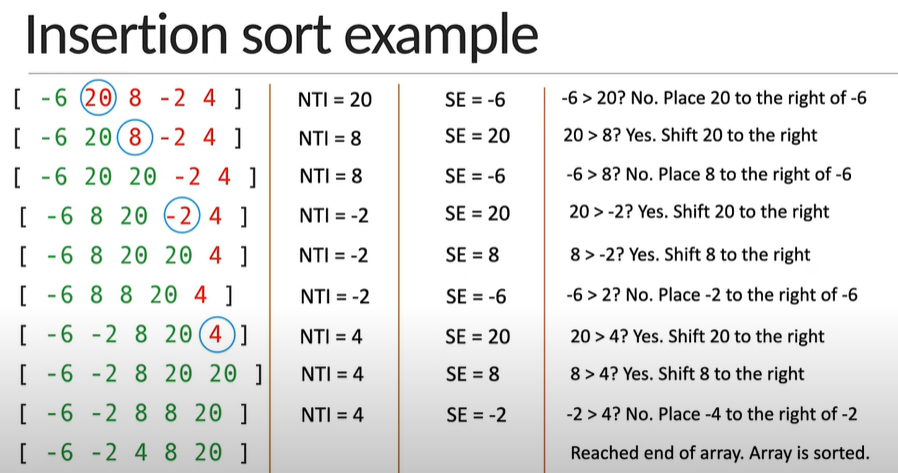 Insertion sort example
[ -6 20 8 -2 4 ] NTI = 20 SE = -6 -6 > 20? No. Place 20 to the right of -6
[ -6 20 8 -2 4 ] NTI = 8 SE = 20 20 > 8? Yes. Shift 20 to the right
[ -6 20 20 -2 4 ] NTI = 8 SE = -6 -6 > 8? No. Place 8 to the right of -6
[ -6 8 20 -2 4 ] NTI = -2 SE = 20 20 > -2? Yes. Shift 20 to the right
[ -6 8 20 20 4 ] NTI = -2 SE = 8 8 > -2? Yes. Shift 8 to the right
[ -6 8 8 20 4 ] NTI = -2 SE = -6 -6 > 2? No. Place -2 to the right of -6
[ -6 -2 8 20 4 ] NTI = 4 SE = 20 20 > 4? Yes. Shift 20 to the right
[ -6 -2 8 20 20 ] NTI = 4 SE = 8 8 > 4? Yes. Shift 8 to the right
[ -6 -2 8 8 20 ] NTI = 4 SE = -2 -2 > 4? No. Place -4 to the right of -2
[ -6 -2 4 8 20 ] Reached end of array. Array is sorted.